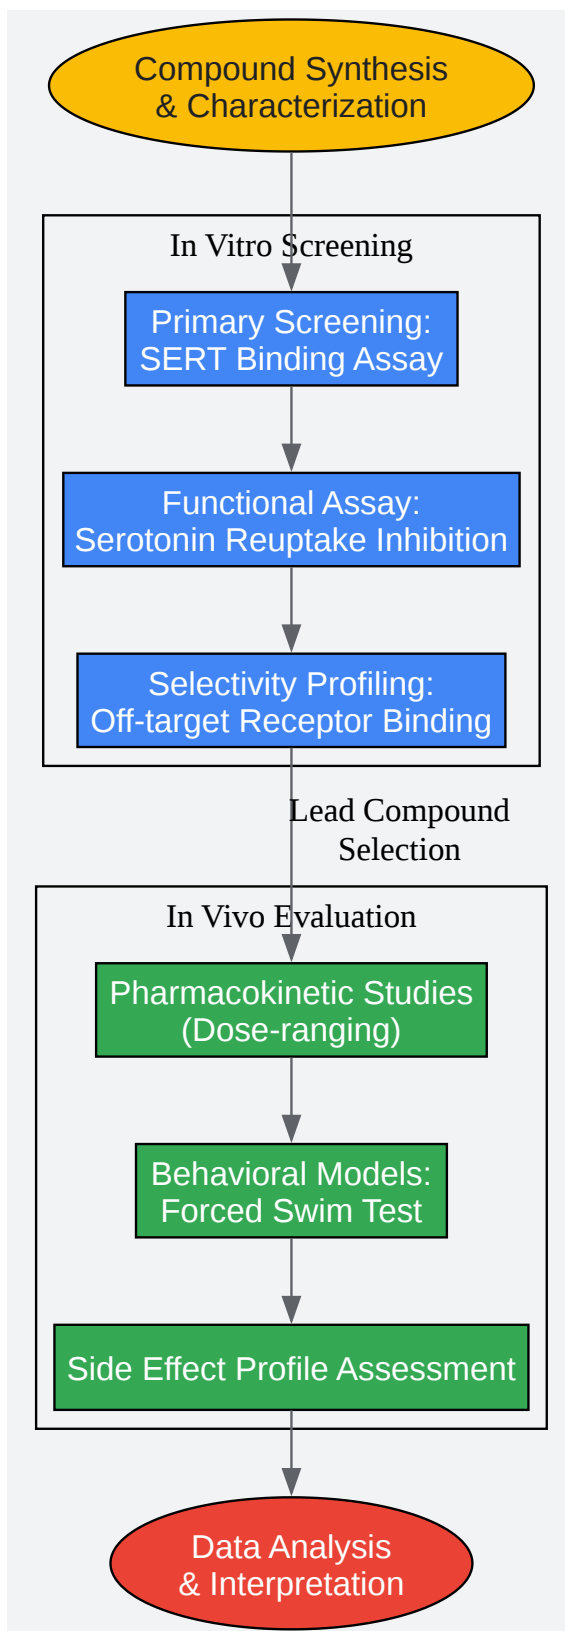 Compound Synthesis
& Characterization
In Vitro Screening
Primary Screening:
SERT Binding Assay
Functional Assay:
Serotonin Reuptake Inhibition
Selectivity Profiling:
Off-target Receptor Binding
Lead Compound
Selection
In Vivo Evaluation
Pharmacokinetic Studies
(Dose-ranging)
Behavioral Models:
Forced Swim Test
Side Effect Profile Assessment
Data Analysis
& Interpretation